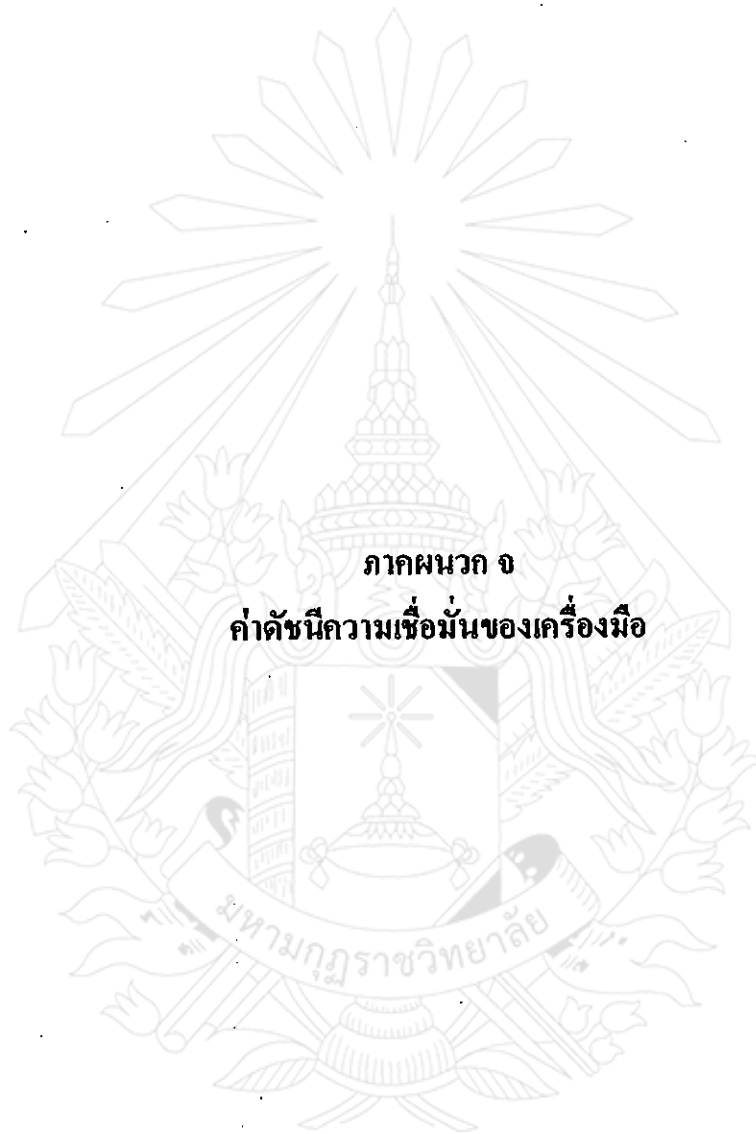 ภาคผนวก จ
ค่าดัชนีความเชื่อมั่นของเครื่องมือ
มหามกุฏราชวิทยาลัย